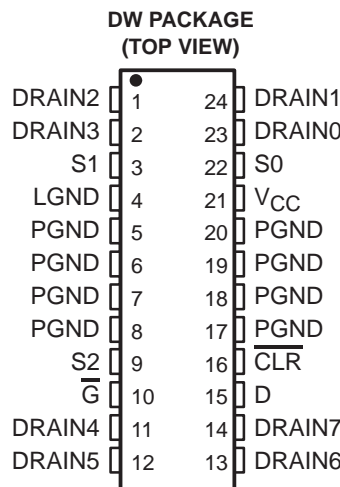 DW PACKAGE
(TOP VIEW)
DRAIN2 1 24 DRAIN1
DRAIN3 2 23 DRAIN0
S1 3 22 S0
LGND 4 21 VCC
PGND 5 20 PGND
PGND 6 19 PGND
PGND 7 18 PGND
PGND 8 17 PGND
S2 9 16 C̅L̅R̅
G̅ 10 15 D
DRAIN4 11 14 DRAIN7
DRAIN5 12 13 DRAIN6